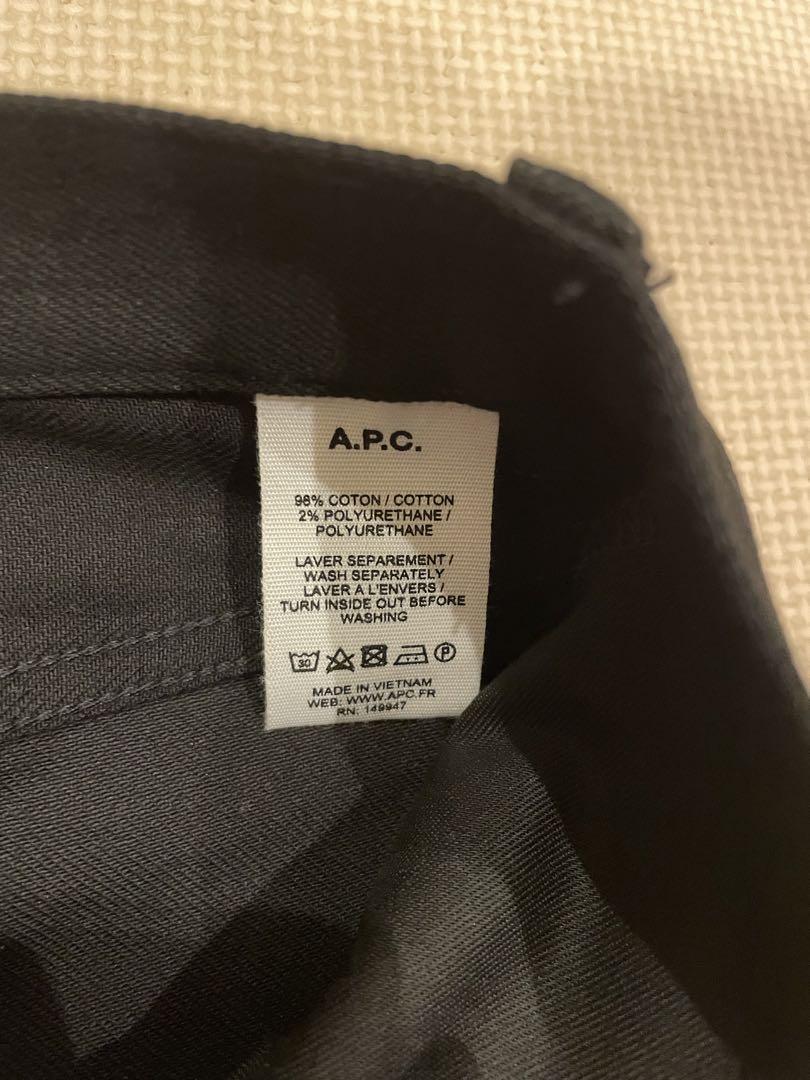 A.P.C.
98% COTON / COTTON
2% POLYURETHANE /
POLYURETHANE
LAVER SEPAREMENT /
WASH SEPARATELY
LAVER A L'ENVERS /
TURN INSIDE OUT BEFORE
WASHING
30 P
MADE IN VIETNAM
WEB: WWW.APC.FR
RN: 149947